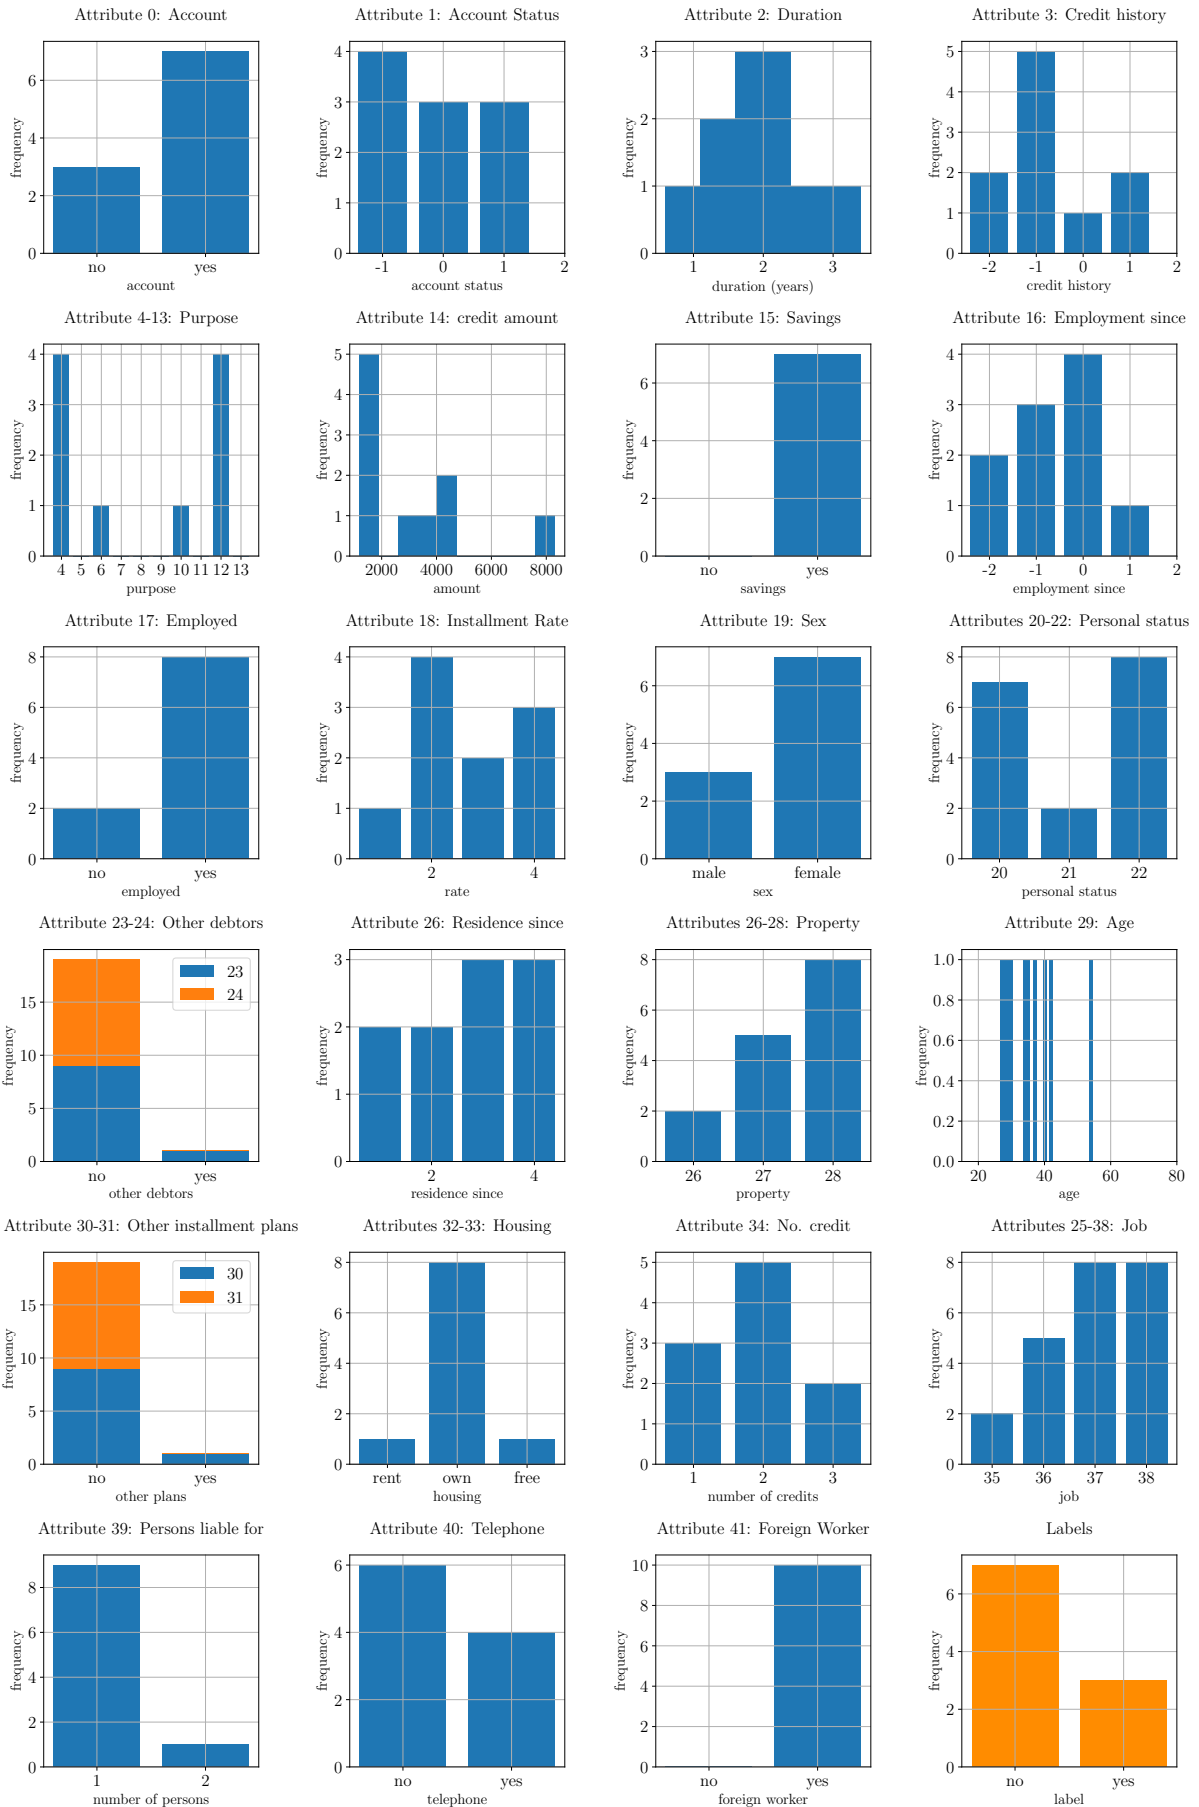 Attribute 0: Account
frequency
0
2
4
6
no yes
account
Attribute 1: Account Status
frequency
0
1
2
3
4
-1 0 1 2
account status
Attribute 2: Duration
frequency
0
1
2
3
1 2 3
duration (years)
Attribute 3: Credit history
frequency
0
1
2
3
4
5
-2 -1 0 1 2
credit history
Attribute 4-13: Purpose
frequency
0
1
2
3
4
4 5 6 7 8 9 10 11 12 13
purpose
Attribute 14: credit amount
frequency
0
1
2
3
4
5
2000 4000 6000 8000
amount
Attribute 15: Savings
frequency
0
2
4
6
no yes
savings
Attribute 16: Employment since
frequency
0
1
2
3
4
-2 -1 0 1 2
employment since
Attribute 17: Employed
frequency
0
2
4
6
8
no yes
employed
Attribute 18: Installment Rate
frequency
0
1
2
3
4
2 4
rate
Attribute 19: Sex
frequency
0
2
4
6
male female
sex
Attributes 20-22: Personal status
frequency
0
2
4
6
8
20 21 22
personal status
Attribute 23-24: Other debtors
frequency
0
5
10
15
23
24
no yes
other debtors
Attribute 26: Residence since
frequency
0
1
2
3
2 4
residence since
Attributes 26-28: Property
frequency
0
2
4
6
8
26 27 28
property
Attribute 29: Age
frequency
0.0
0.2
0.4
0.6
0.8
1.0
20 40 60 80
age
Attribute 30-31: Other installment plans
frequency
0
5
10
15
30
31
no yes
other plans
Attributes 32-33: Housing
frequency
0
2
4
6
8
rent own free
housing
Attribute 34: No. credit
frequency
0
1
2
3
4
5
1 2 3
number of credits
Attributes 25-38: Job
frequency
0
2
4
6
8
35 36 37 38
job
Attribute 39: Persons liable for
frequency
0
2
4
6
8
1 2
number of persons
Attribute 40: Telephone
frequency
0
2
4
6
no yes
telephone
Attribute 41: Foreign Worker
frequency
0
2
4
6
8
10
no yes
foreign worker
Labels
frequency
0
2
4
6
no yes
label